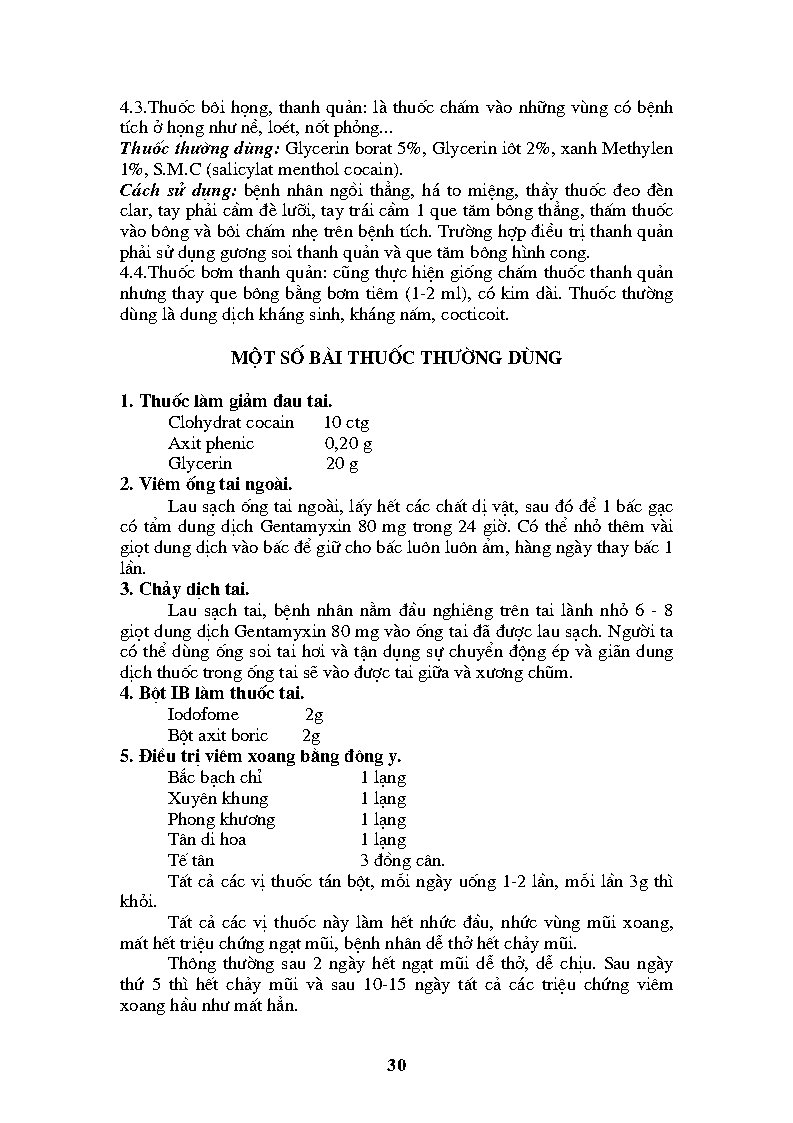 4.3.Thuốc bôi họng, thanh quản: là thuốc chấm vào những vùng có bệnh
tích ở họng như nề, loét, nốt phỏng...
Thuốc thường dùng: Glycerin borat 5%, Glycerin iôt 2%, xanh Methylen
1%, S.M.C (salicylat menthol cocain).
Cách sử dụng: bệnh nhân ngồi thẳng, há to miệng, thầy thuốc đeo đèn
clar, tay phải cầm đè lưỡi, tay trái cầm 1 que tăm bông thẳng, thấm thuốc
vào bông và bôi chấm nhẹ trên bệnh tích. Trường hợp điều trị thanh quản
phải sử dụng gương soi thanh quản và que tăm bông hình cong.
4.4.Thuốc bơm thanh quản: cũng thực hiện giống chấm thuốc thanh quản
nhưng thay que bông bằng bơm tiêm (1-2 ml), có kim dài. Thuốc thường
dùng là dung dịch kháng sinh, kháng nấm, cocticoit.
MỘT SỐ BÀI THUỐC THƯỜNG DÙNG
1. Thuốc làm giảm đau tai.
Clohydrat cocain 10 ctg
Axit phenic 0,20 g
Glycerin 20 g
2. Viêm ống tai ngoài.
Lau sạch ống tai ngoài, lấy hết các chất dị vật, sau đó để 1 bấc gạc
có tẩm dung dịch Gentamyxin 80 mg trong 24 giờ. Có thể nhỏ thêm vài
giọt dung dịch vào bấc để giữ cho bấc luôn luôn ẩm, hàng ngày thay bấc 1
lần.
3. Chảy dịch tai.
Lau sạch tai, bệnh nhân nằm đầu nghiêng trên tai lành nhỏ 6 - 8
giọt dung dịch Gentamyxin 80 mg vào ống tai đã được lau sạch. Người ta
có thể dùng ống soi tai hơi và tận dụng sự chuyển động ép và giãn dung
dịch thuốc trong ống tai sẽ vào được tai giữa và xương chũm.
4. Bột IB làm thuốc tai.
Iodofome 2g
Bột axit boric 2g
5. Điều trị viêm xoang bằng đông y.
Bắc bạch chỉ 1 lạng
Xuyên khung 1 lạng
Phong khương 1 lạng
Tân di hoa 1 lạng
Tế tân 3 đồng cân.
Tất cả các vị thuốc tán bột, mỗi ngày uống 1-2 lần, mỗi lần 3g thì
khỏi.
Tất cả các vị thuốc này làm hết nhức đầu, nhức vùng mũi xoang,
mất hết triệu chứng ngạt mũi, bệnh nhân dễ thở hết chảy mũi.
Thông thường sau 2 ngày hết ngạt mũi dễ thở, dễ chịu. Sau ngày
thứ 5 thì hết chảy mũi và sau 10-15 ngày tất cả các triệu chứng viêm
xoang hầu như mất hẳn.
30